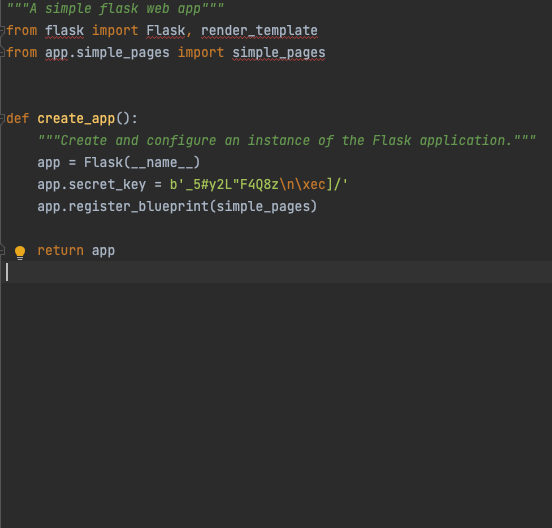 """A simple flask web app"""
from flask import Flask, render_template
from app.simple_pages import simple_pages
def create_app():
"""Create and configure an instance of the Flask application."""
app = Flask(__name__)
app.secret_key = b'_5#y2L"F4Q8z\n\xec]/'
app.register_blueprint(simple_pages)
return app